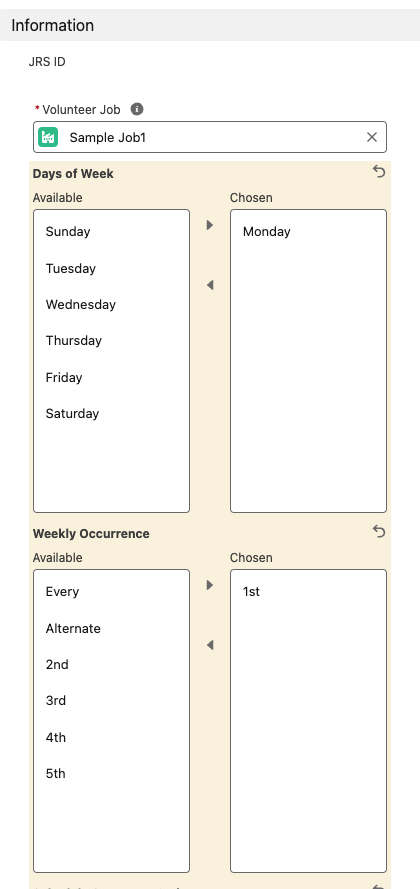 Information
JRS ID
* Volunteer Job
Sample Job1
Days of Week
Available
Chosen
Sunday
Tuesday
Wednesday
Thursday
Friday
Saturday
Monday
Weekly Occurrence
Available
Chosen
Every
Alternate
2nd
3rd
4th
5th
1st